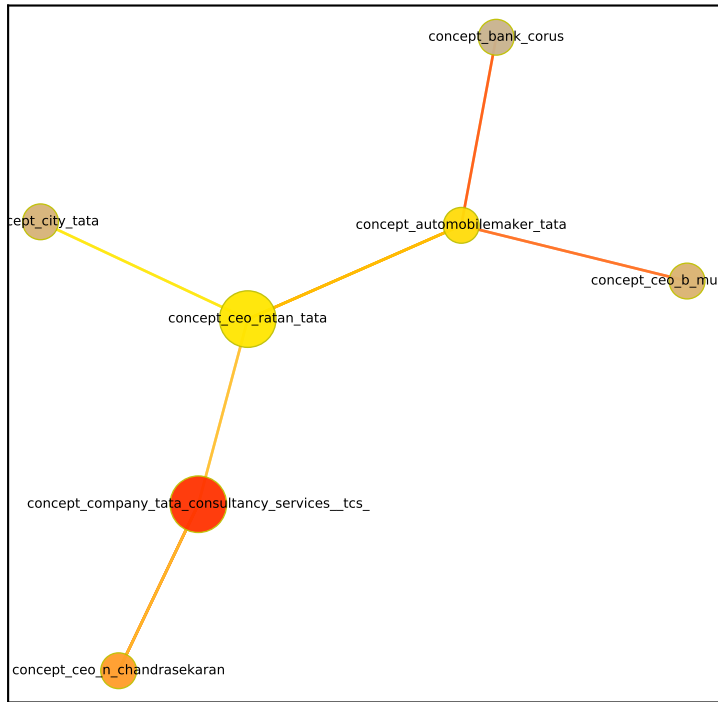 concept_bank_corus
cept_city_tata
concept_automobilemaker_tata
concept_ceo_b_mu
concept_ceo_ratan_tata
concept_company_tata_consultancy_services__tcs_
concept_ceo_n_chandrasekaran